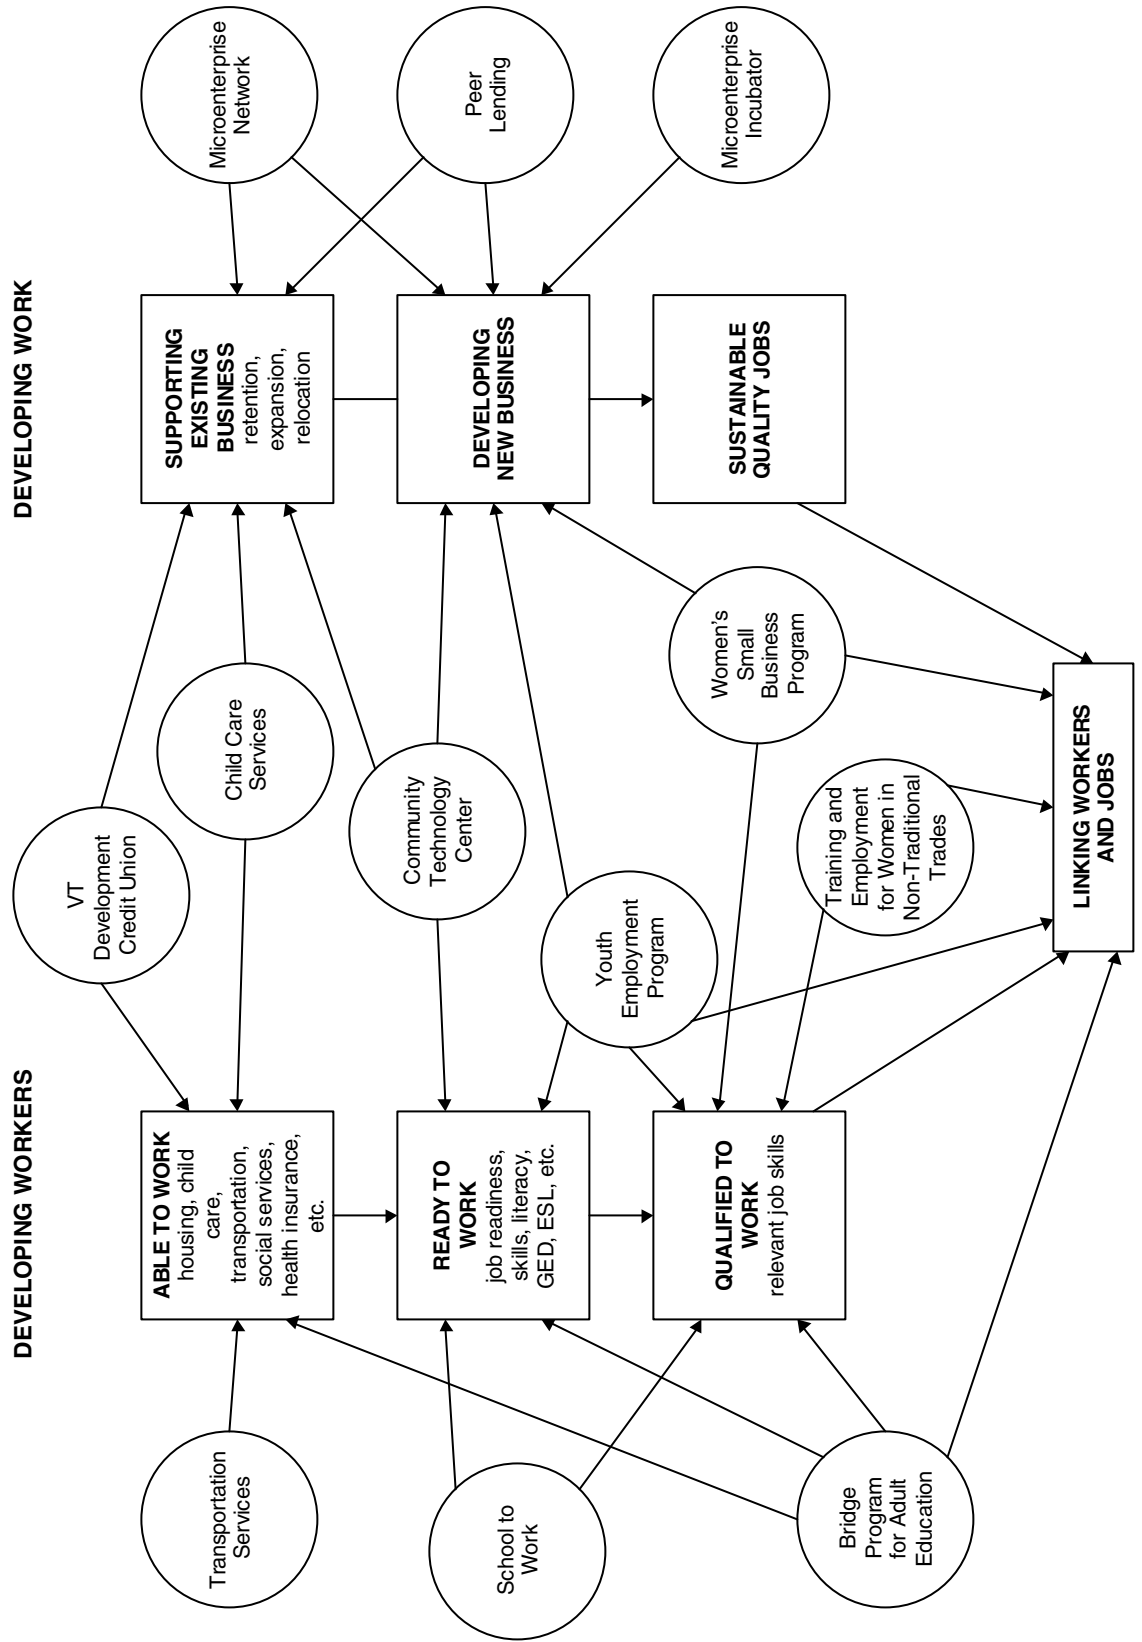 DEVELOPING WORKERS
DEVELOPING WORK
VT
Development
Credit Union
Transportation
Services
ABLE TO WORK
housing, child
care,
transportation,
social services,
health insurance,
etc.
Child Care
Services
SUPPORTING
EXISTING
BUSINESS
retention,
expansion,
relocation
Microenterprise
Network
School to
Work
READY TO
WORK
job readiness,
skills, literacy,
GED, ESL, etc.
Community
Technology
Center
DEVELOPING
NEW BUSINESS
Peer
Lending
Youth
Employment
Program
Bridge
Program
for Adult
Education
QUALIFIED TO
WORK
relevant job skills
Women's
Small
Business
Program
SUSTAINABLE
QUALITY JOBS
Microenterprise
Incubator
Training and
Employment
for Women in
Non-Traditional
Trades
LINKING WORKERS
AND JOBS